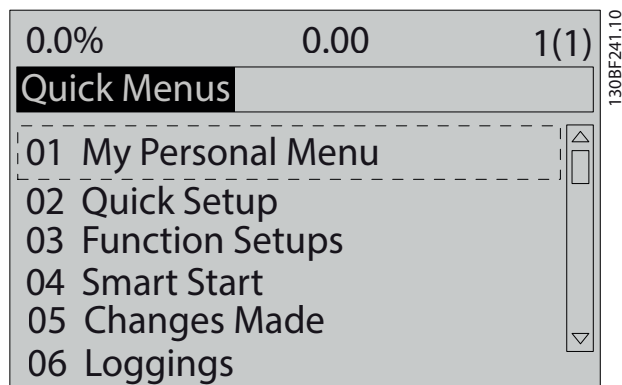 0.0% 0.00 1(1)
Quick Menus
01 My Personal Menu
02 Quick Setup
03 Function Setups
04 Smart Start
05 Changes Made
06 Loggings
130BF241.10